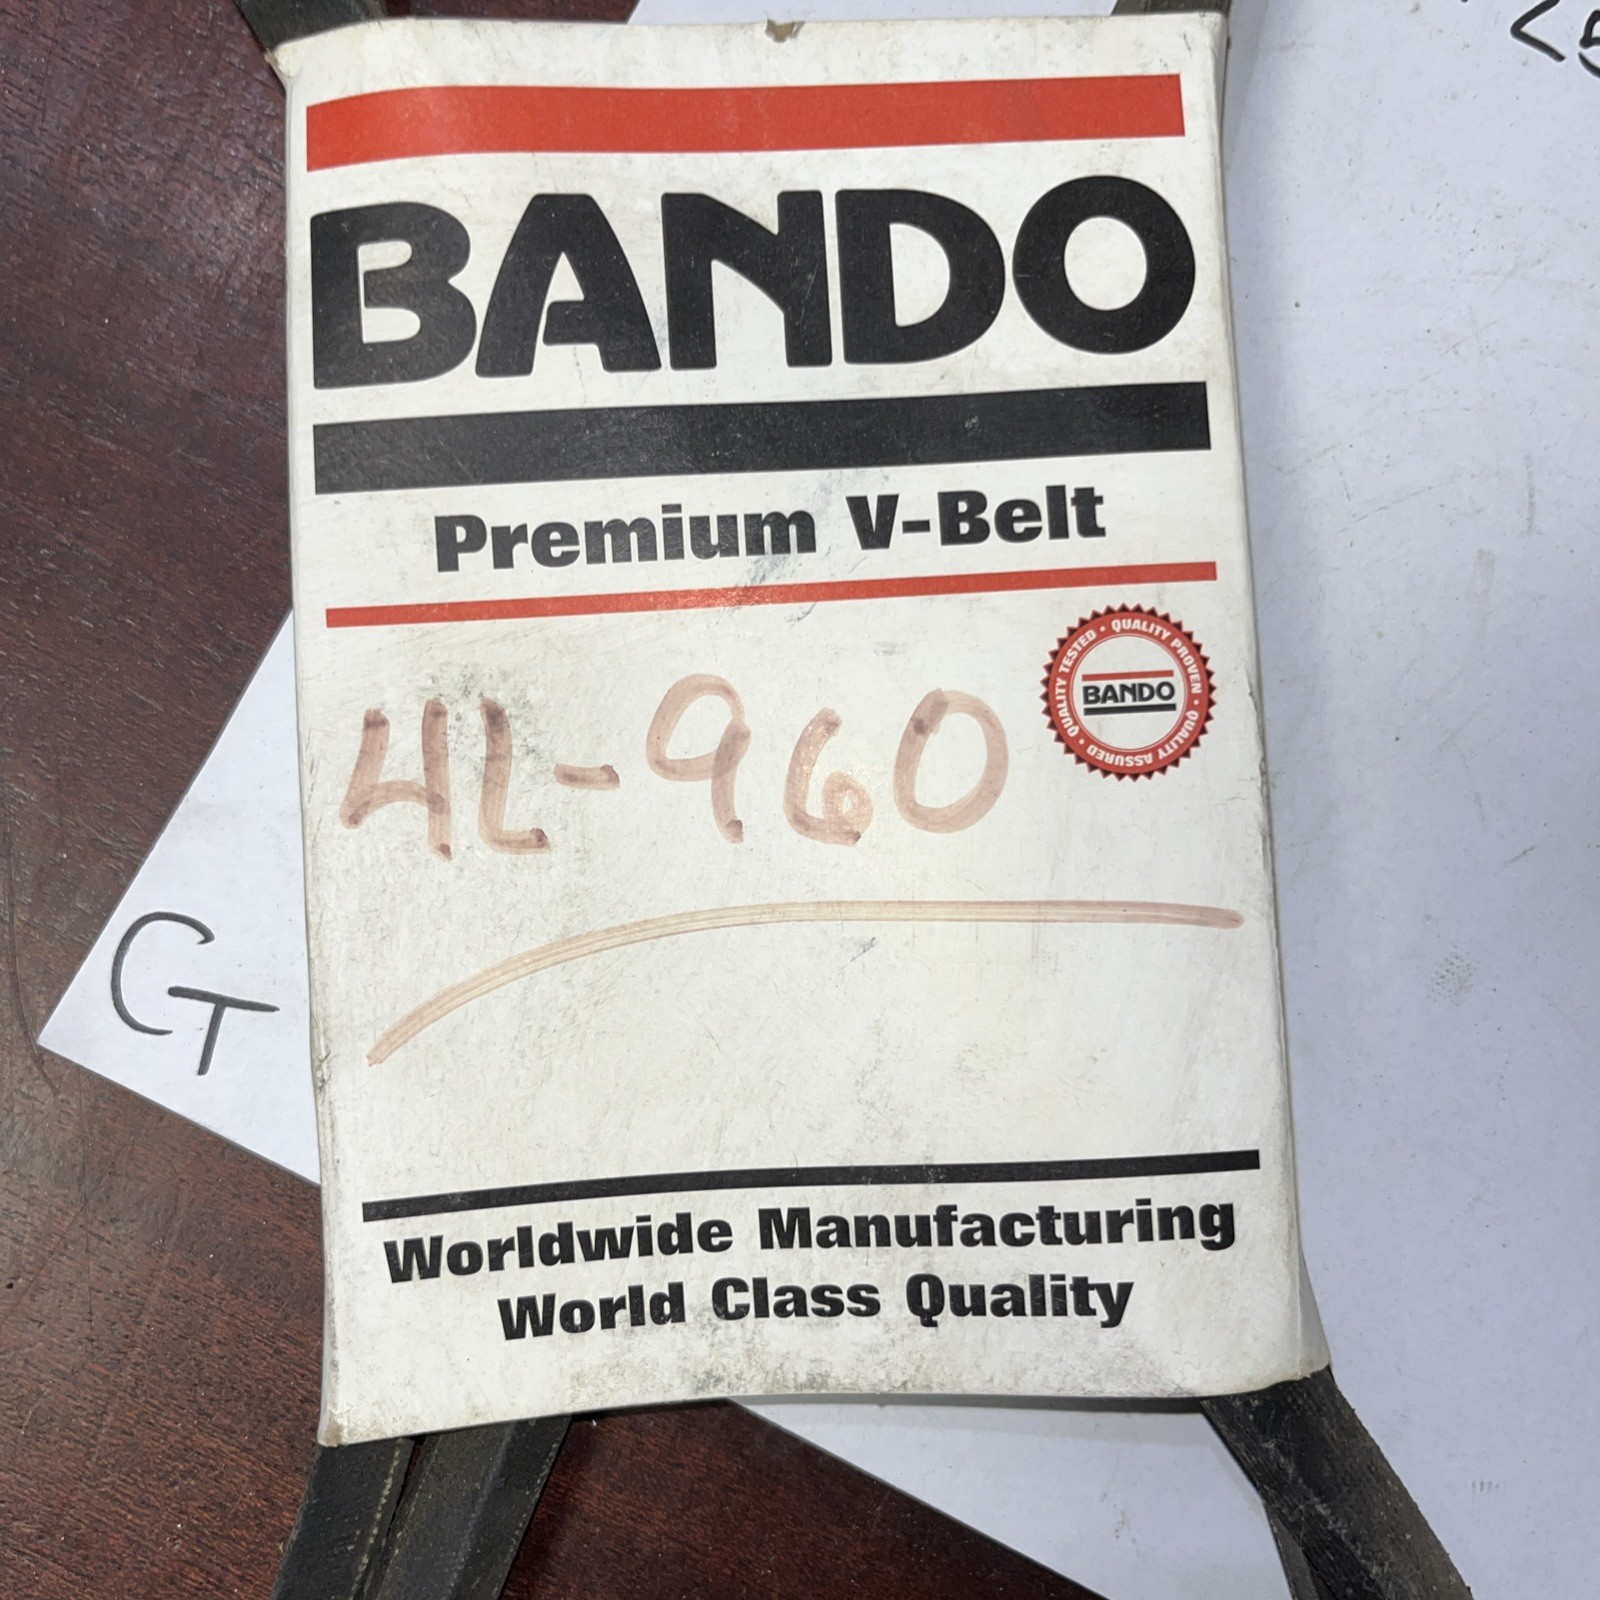 BANDO
Premium V-Belt
QUALITY TESTED • QUALITY PROVEN • QUALITY ASSURED •
BANDO
4L-960
CT
Worldwide Manufacturing
World Class Quality